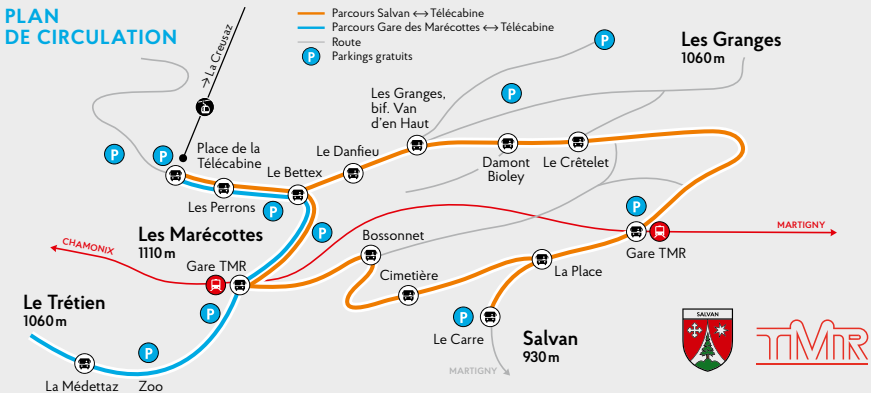 PLAN
DE CIRCULATION
Parcours Salvan ↔ Télécabine
Parcours Gare des Marécottes ↔ Télécabine
Route
P Parkings gratuits
→ La Creusaz
Les Granges
1060 m
P
P
P
P
Les Granges,
bif. Van
d'en Haut
Place de la
Télécabine
Le Danfieu
Le Bettex
Damont
Bioley
Le Crêtelet
Les Perrons
P
P
P
Les Marécottes
1110 m
CHAMONIX
Gare TMR
Bossonnet
MARTIGNY
Gare TMR
La Place
Cimetière
Le Trétien
1060 m
P
P
P
Le Carre
Salvan
930 m
MARTIGNY
La Médettaz
Zoo
SALVAN
TMR